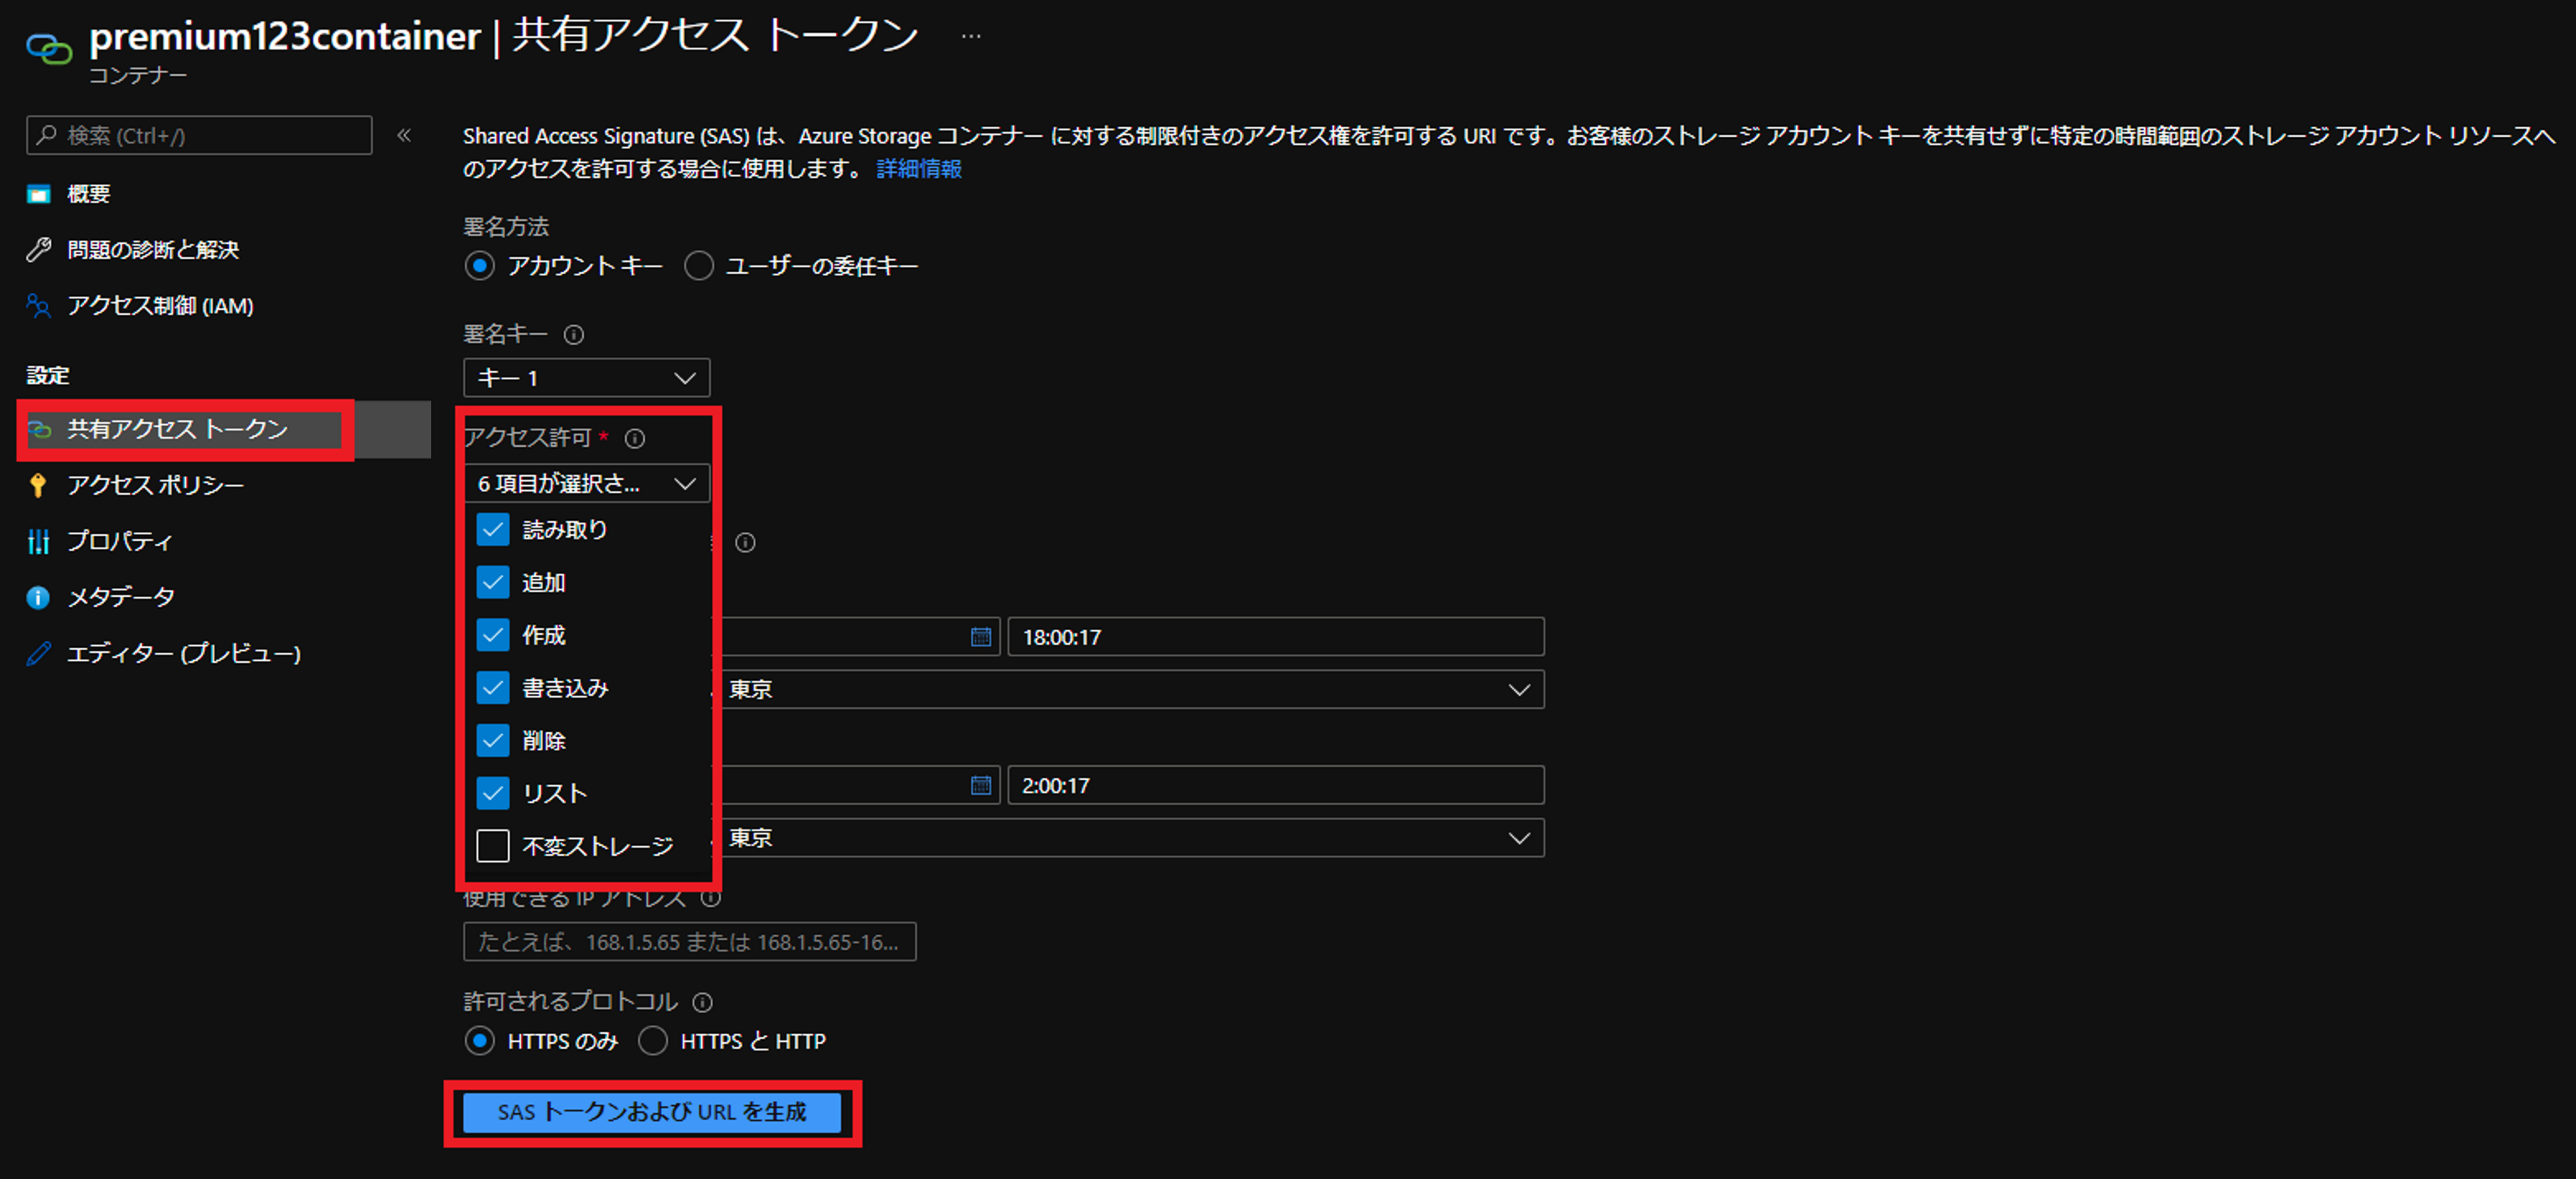 premium123container | 共有アクセス トークン ...
コンテナー
検索 (Ctrl+/)
«
概要
問題の診断と解決
アクセス制御 (IAM)
設定
共有アクセス トークン
アクセス ポリシー
プロパティ
メタデータ
エディター (プレビュー)
Shared Access Signature (SAS) は、Azure Storage コンテナー に対する制限付きのアクセス権を許可する URI です。お客様のストレージ アカウント キーを共有せずに特定の時間範囲のストレージ アカウント リソースへ
のアクセスを許可する場合に使用します。 詳細情報
署名方法
アカウント キー ユーザーの委任キー
署名キー
キー 1
アクセス許可 *
6 項目が選択さ...
読み取り
追加
作成
書き込み
削除
リスト
不変ストレージ
18:00:17
東京
2:00:17
東京
使用できる IP アドレス
たとえば、168.1.5.65 または 168.1.5.65-16...
許可されるプロトコル
HTTPS のみ HTTPS と HTTP
SAS トークンおよび URL を生成